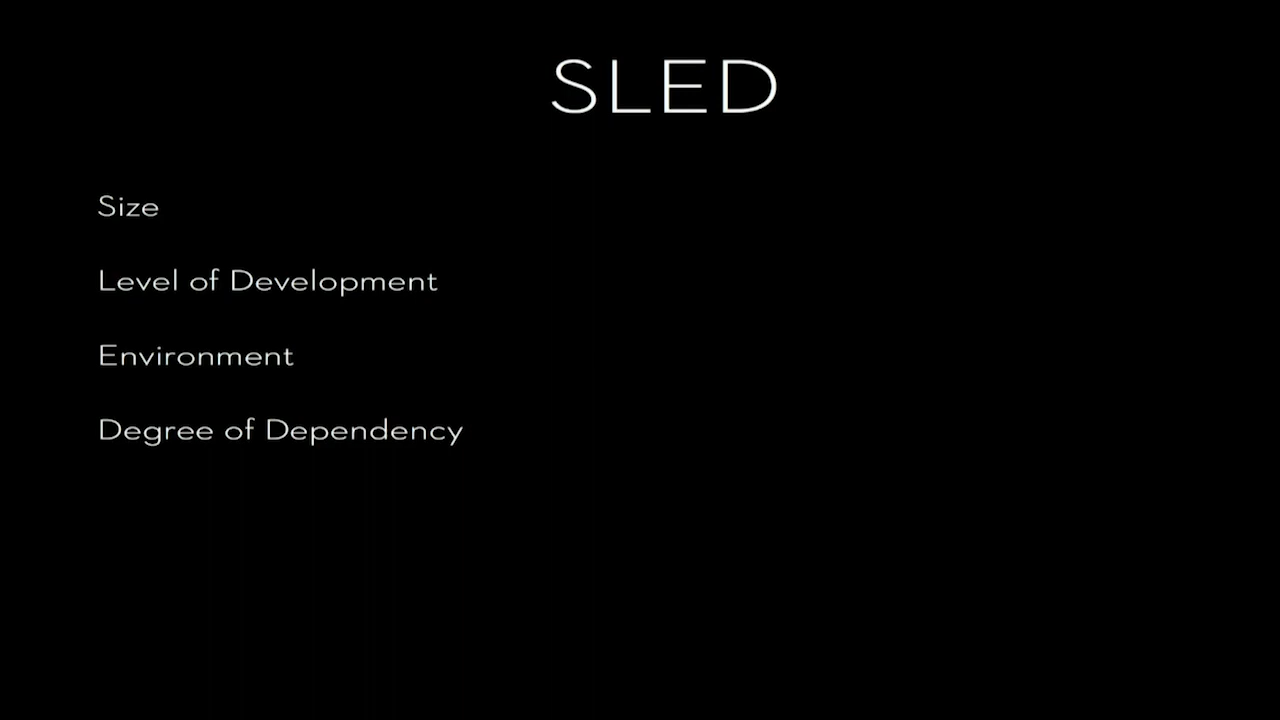 SLED
Size
Level of Development
Environment
Degree of Dependency